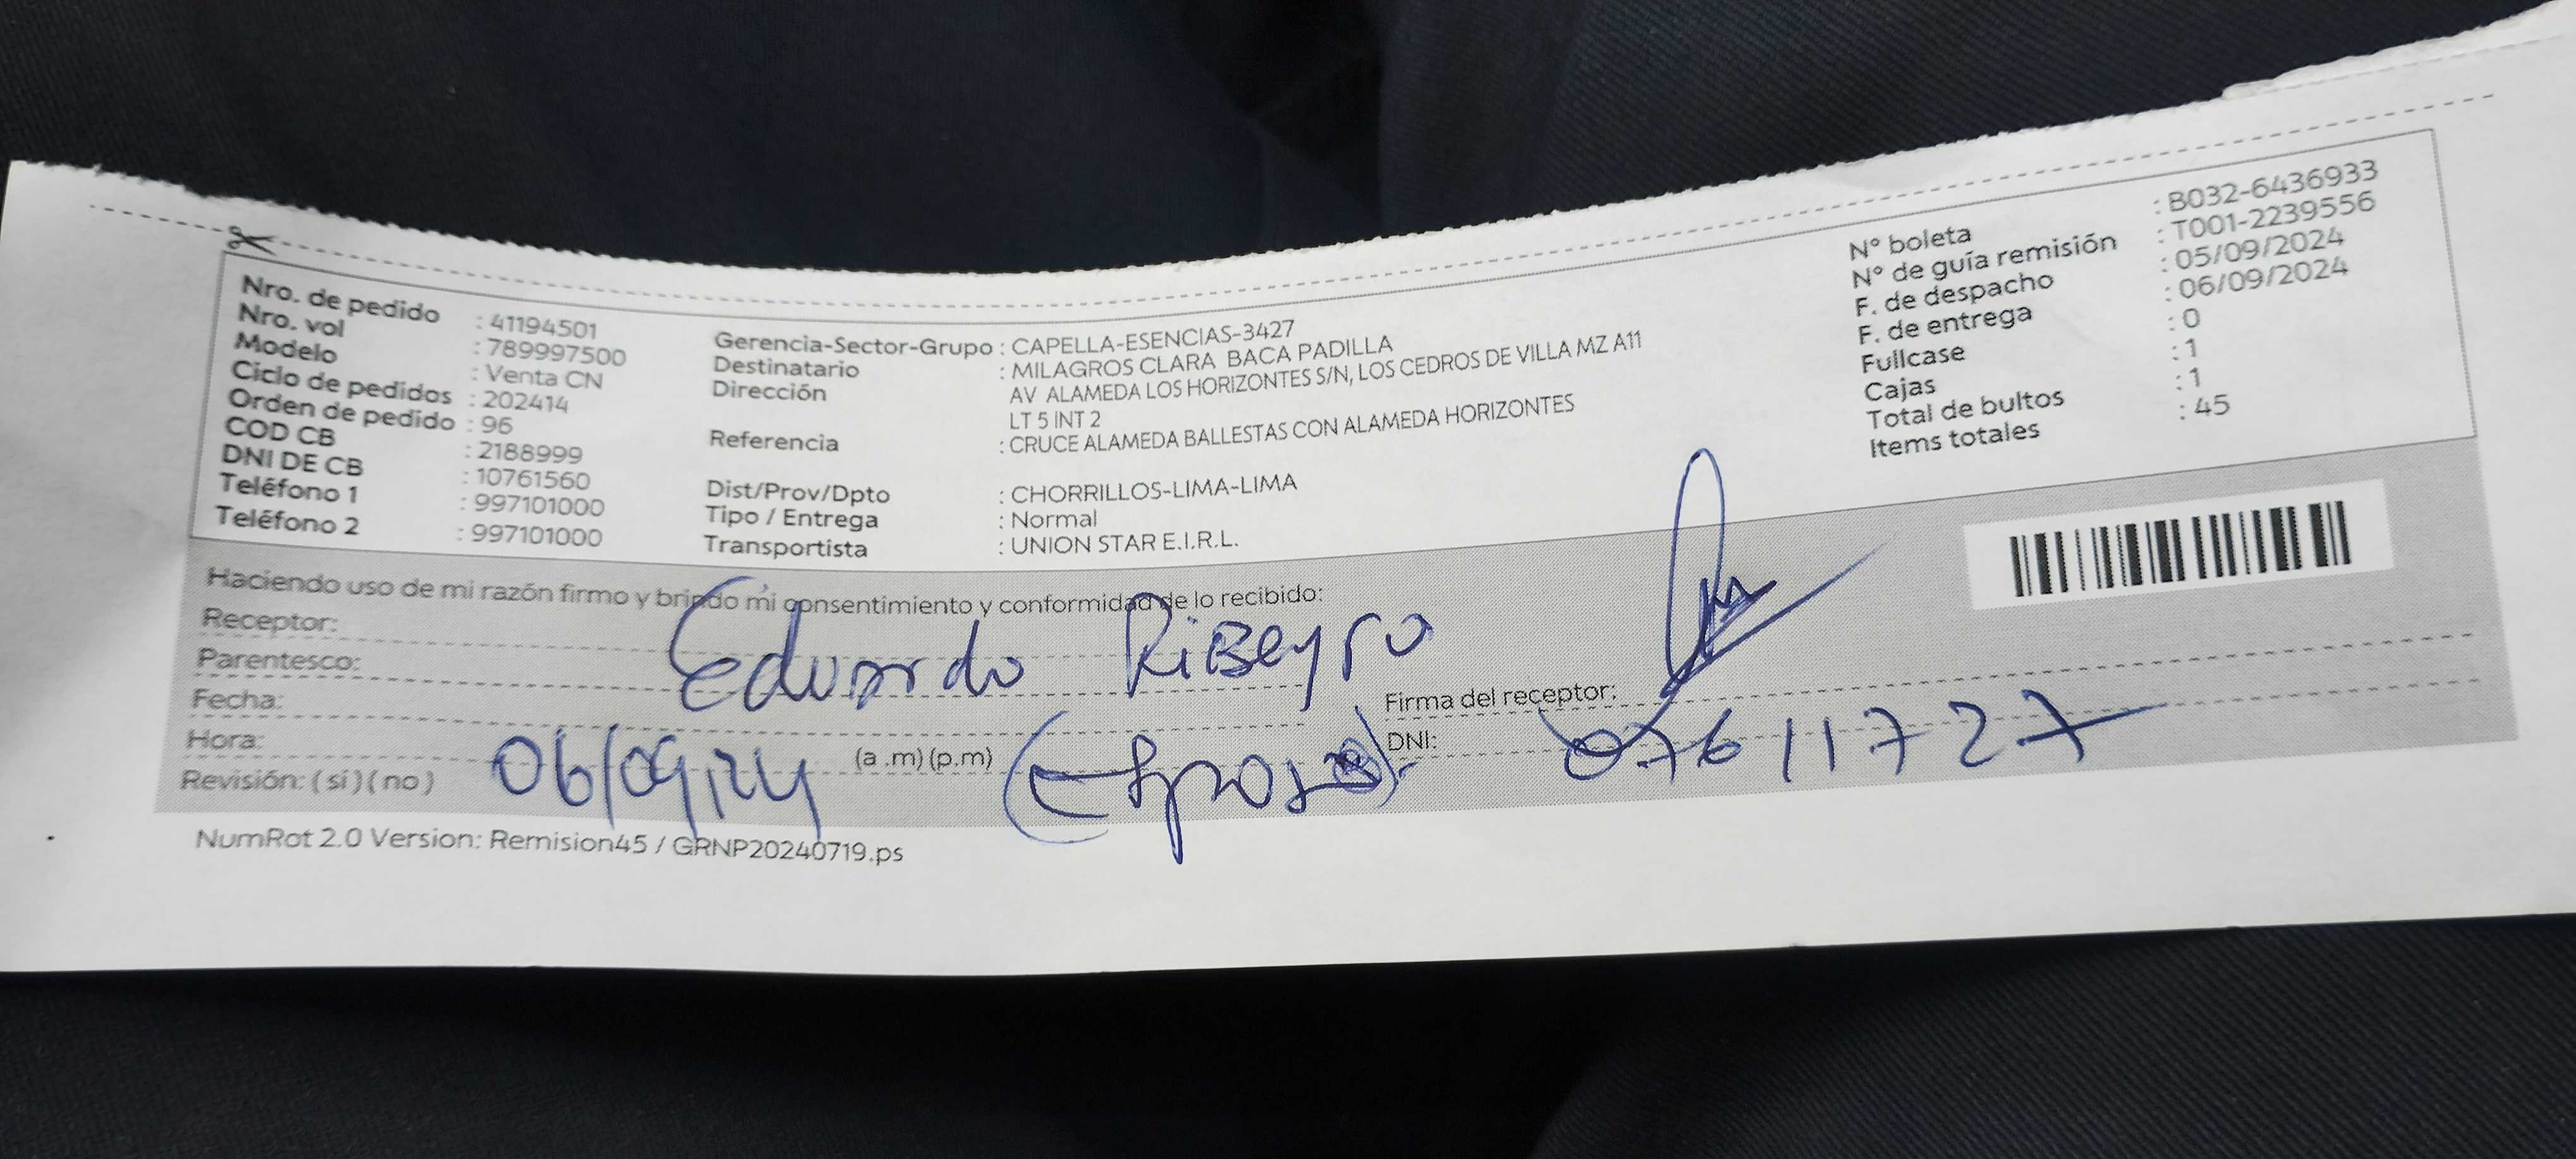 Nro. de pedido : 41194501
Nro. vol : 789997500
Modelo : Venta CN
Ciclo de pedidos : 202414
Orden de pedido : 96
COD CB : 2188999
DNI DE CB : 10761560
Teléfono 1 : 997101000
Teléfono 2 : 997101000
Gerencia-Sector-Grupo : CAPELLA-ESENCIAS-3427
Destinatario : MILAGROS CLARA BACA PADILLA
Dirección AV ALAMEDA LOS HORIZONTES S/N, LOS CEDROS DE VILLA MZ A11
LT 5 INT 2
Referencia : CRUCE ALAMEDA BALLESTAS CON ALAMEDA HORIZONTES
Dist/Prov/Dpto : CHORRILLOS-LIMA-LIMA
Tipo / Entrega : Normal
Transportista : UNION STAR E.I.R.L.
N° boleta : B032-6436933
N° de guía remisión : T001-2239556
F. de despacho : 05/09/2024
F. de entrega : 06/09/2024
Fullcase : 0
Cajas : 1
Total de bultos : 1
Items totales : 45
Haciendo uso de mi razón firmo y brindo mi consentimiento y conformidad de lo recibido:
Receptor:
Parentesco: Eduardo Ribeyro
Fecha: Firma del receptor:
Hora: 06/09/24 (a .m) (p.m) (Esposo). DNI: 07611727
Revisión: ( si ) ( no )
NumRot 2.0 Version: Remision45 / GRNP20240719.ps